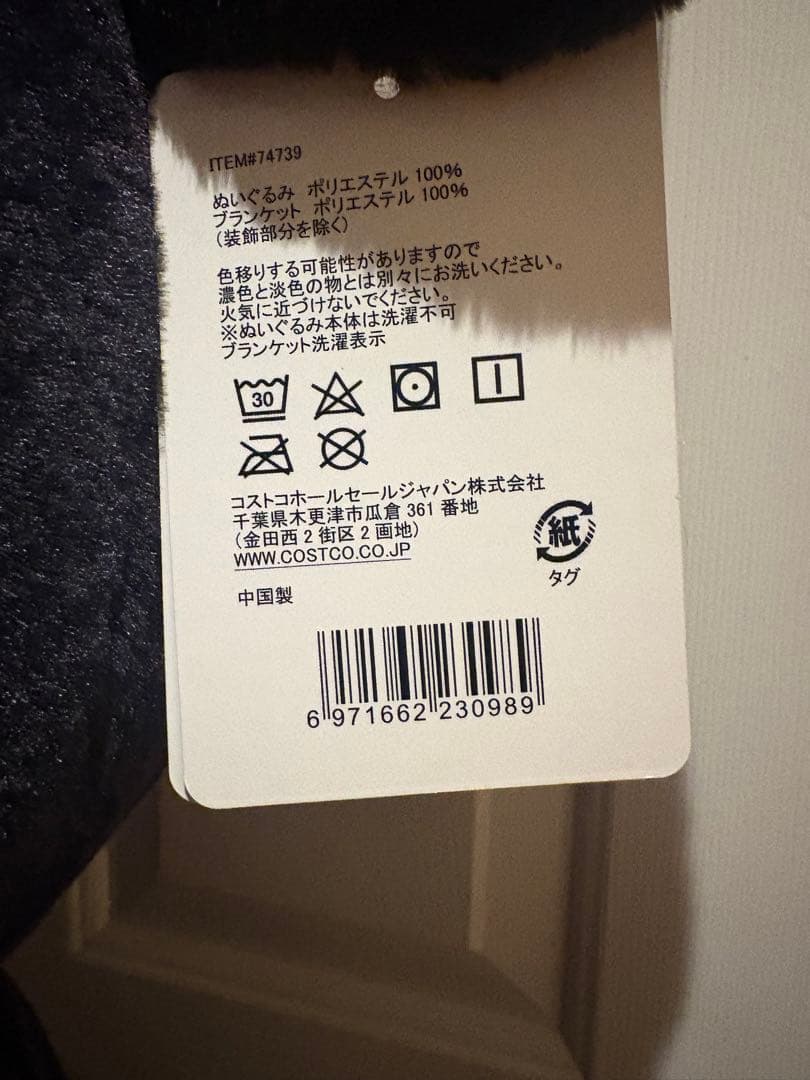 ITEM#74739
ぬいぐるみ ポリエステル 100%
ブランケット ポリエステル 100%
(装飾部分を除く)
色移りする可能性がありますので
濃色と淡色の物とは別々にお洗いください。
火気に近づけないでください。
※ぬいぐるみ本体は洗濯不可
ブランケット洗濯表示
30
コストコホールセールジャパン株式会社
千葉県木更津市瓜倉 361 番地
(金田西 2 街区 2 画地)
WWW.COSTCO.CO.JP
紙
タグ
中国製
6 971662 230989